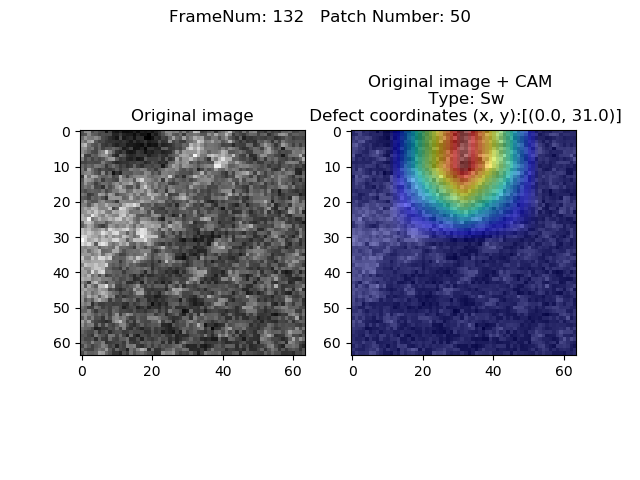 FrameNum: 132   Patch Number: 50
Original image
0
10
20
30
40
50
60
0 20 40 60
Original image + CAM
Type: Sw
Defect coordinates (x, y):[(0.0, 31.0)]
0
10
20
30
40
50
60
0 20 40 60